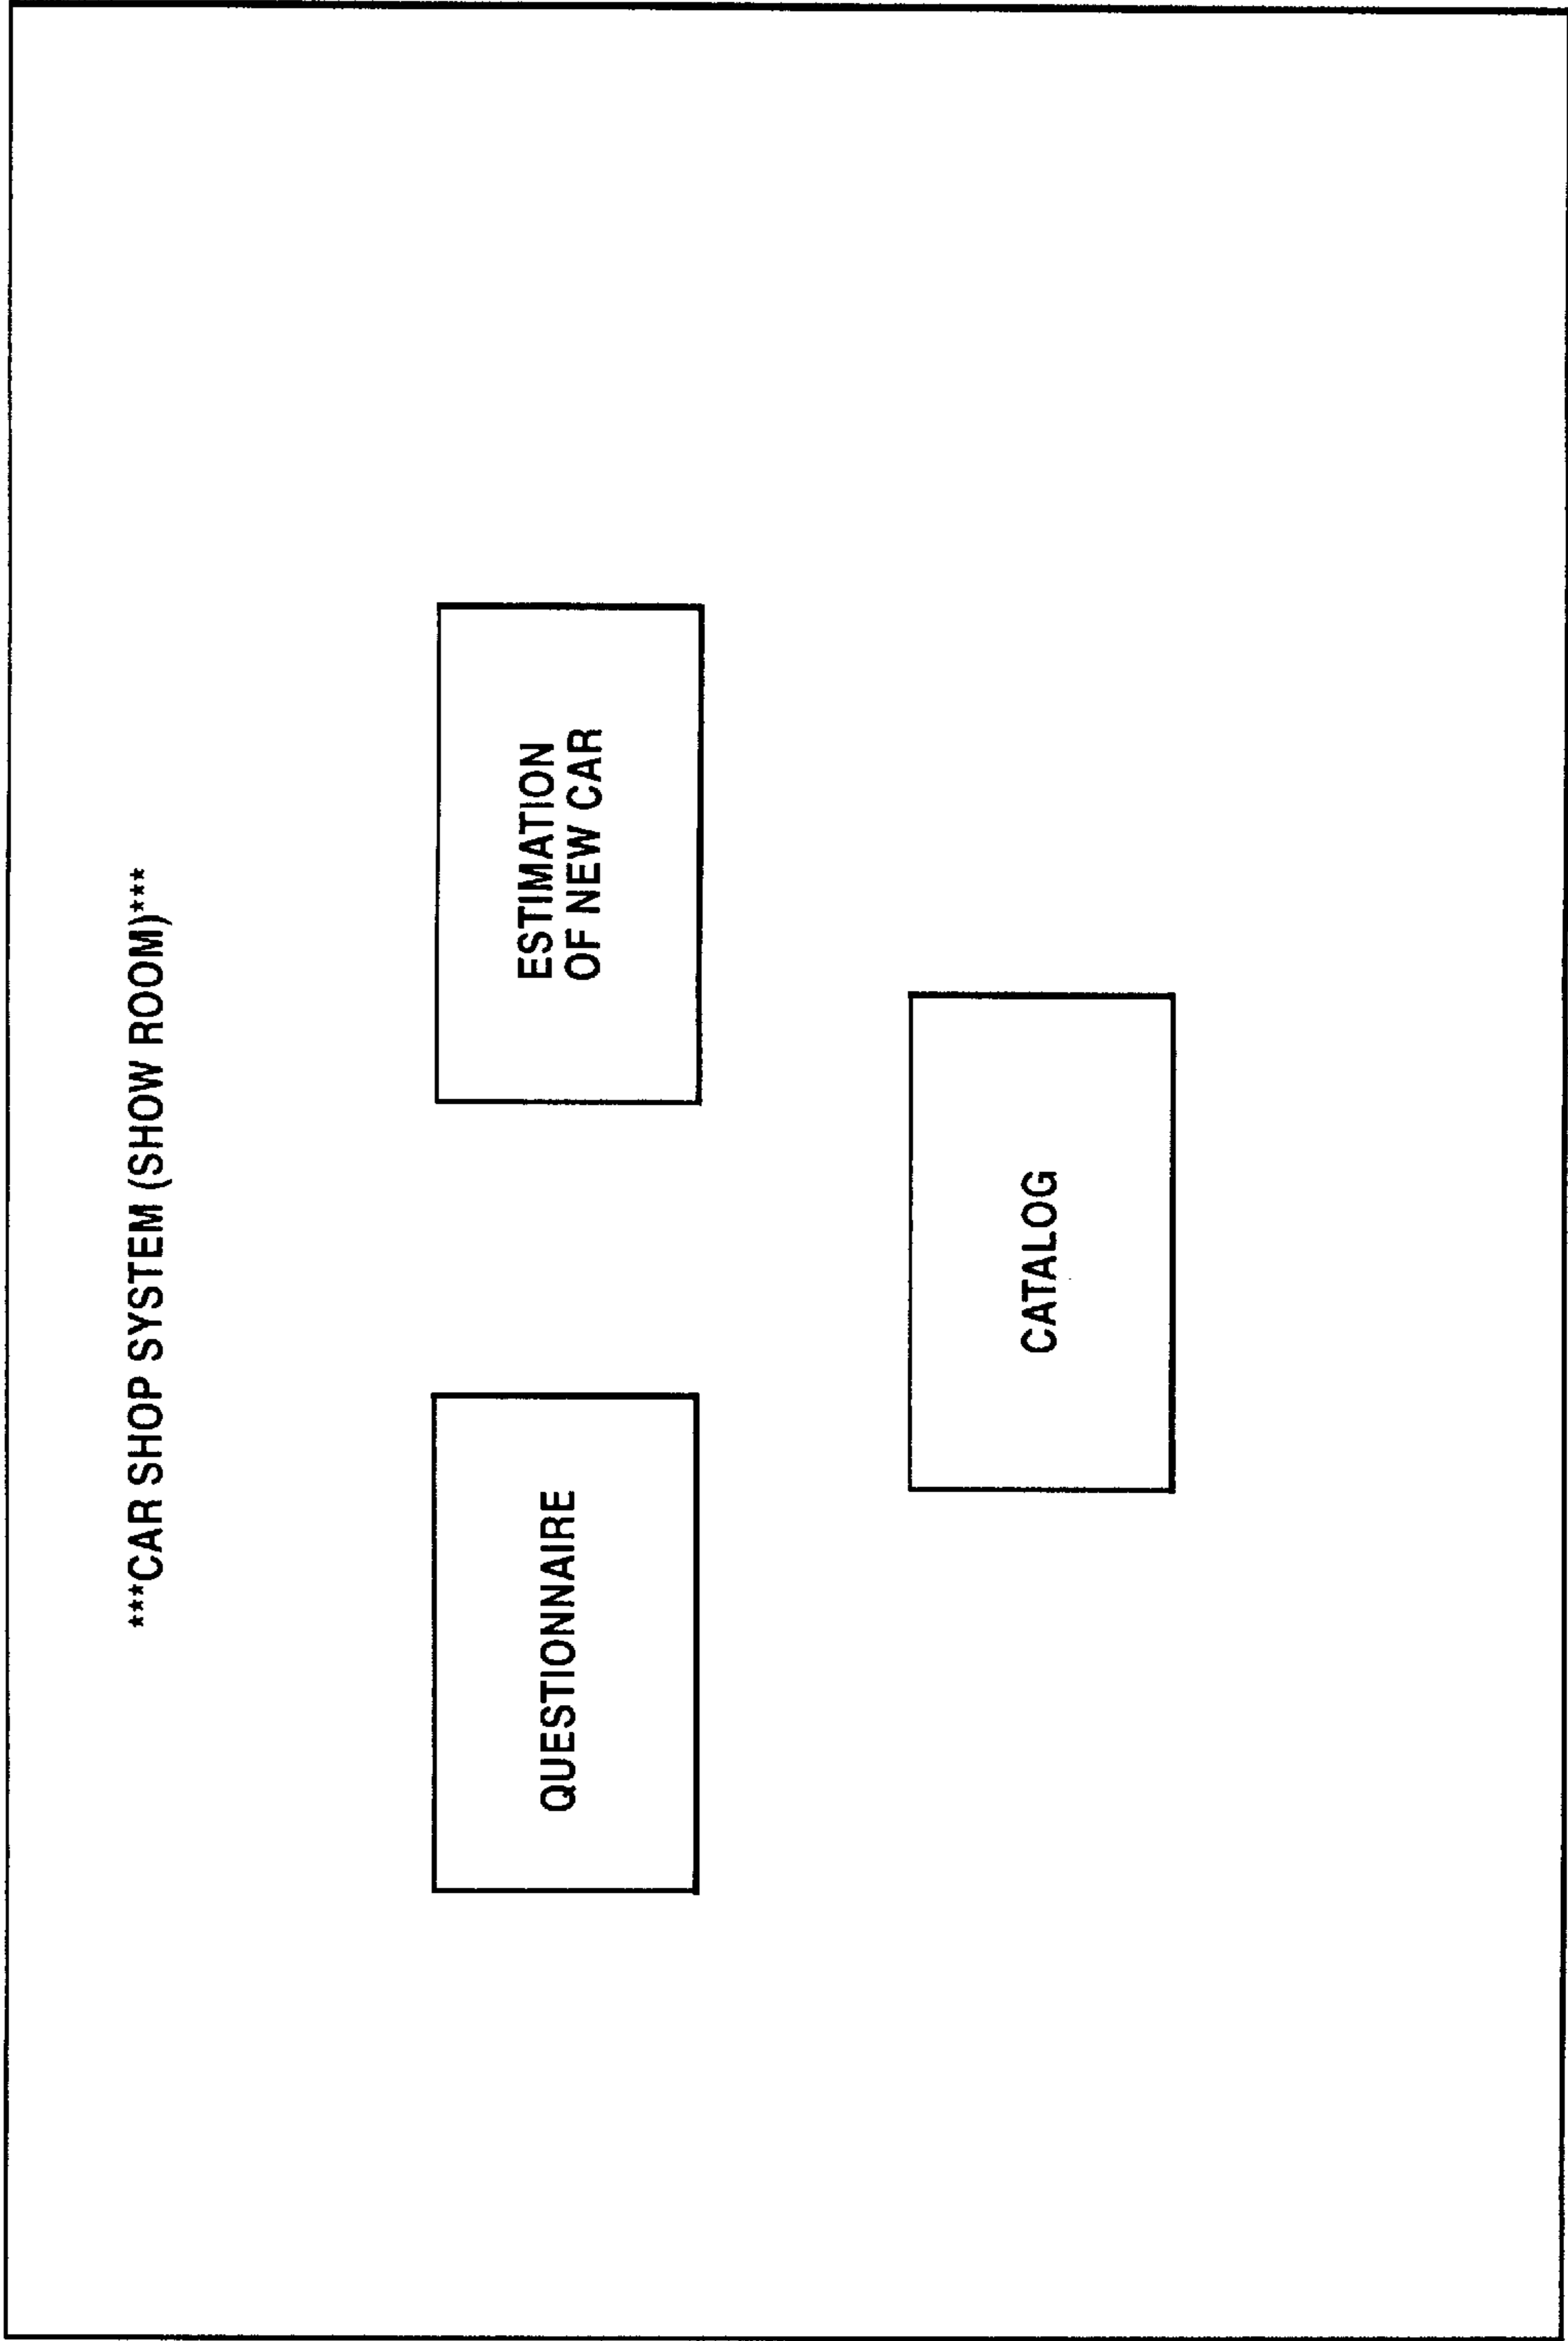 ***CAR SHOP SYSTEM (SHOW ROOM)***
QUESTIONNAIRE
ESTIMATION
OF NEW CAR
CATALOG